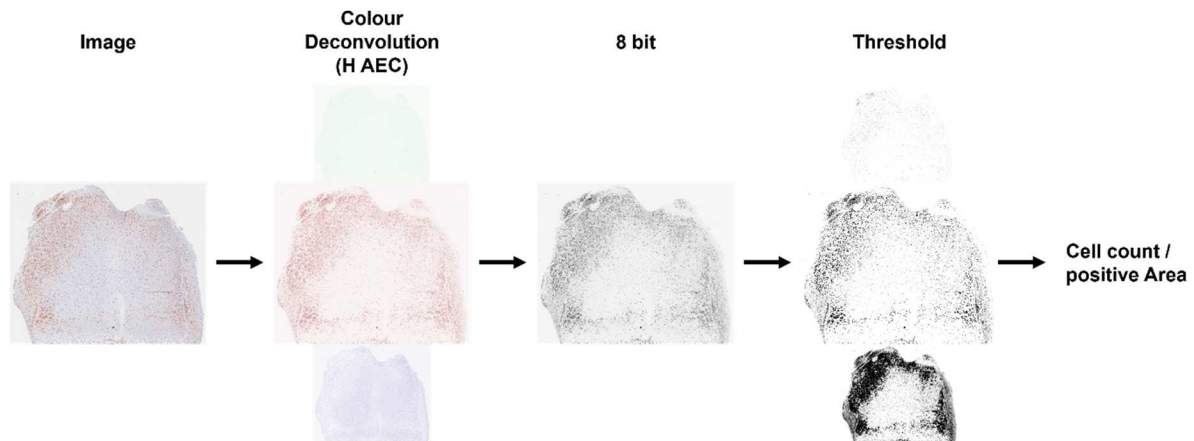 Image
Colour
Deconvolution
(H AEC)
8 bit
Threshold
Cell count /
positive Area